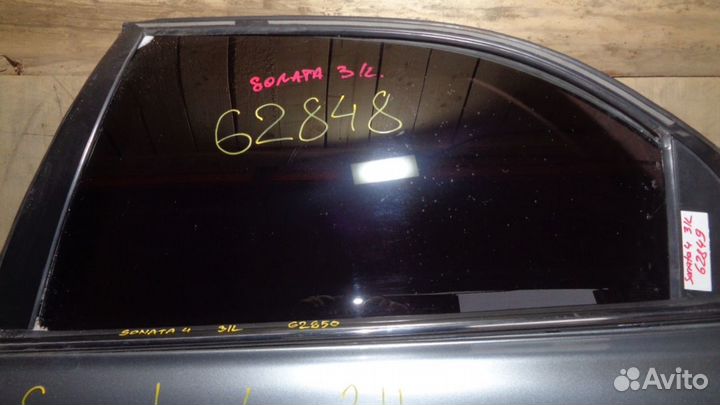 SONATA 3/L.
62848
Sonata 4 3/L
62849
SONATA 4 3/L 62850
Avito